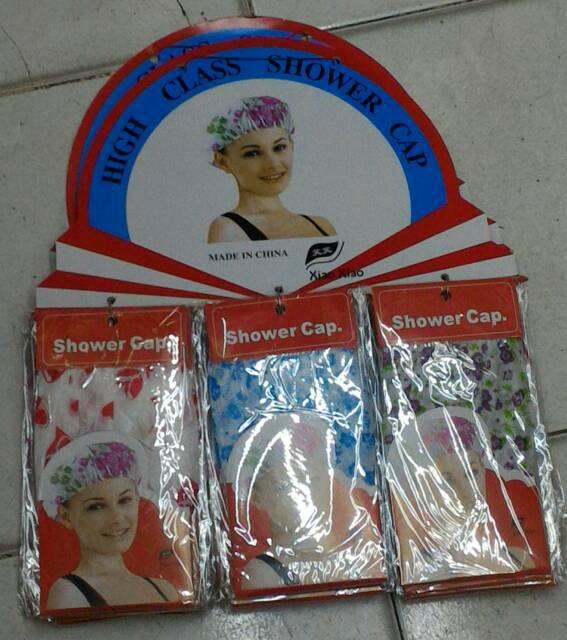 HIGH CLASS SHOWER CAP
MADE IN CHINA
Xiao Xiao
Shower Cap.
Shower Cap.
Shower Cap.